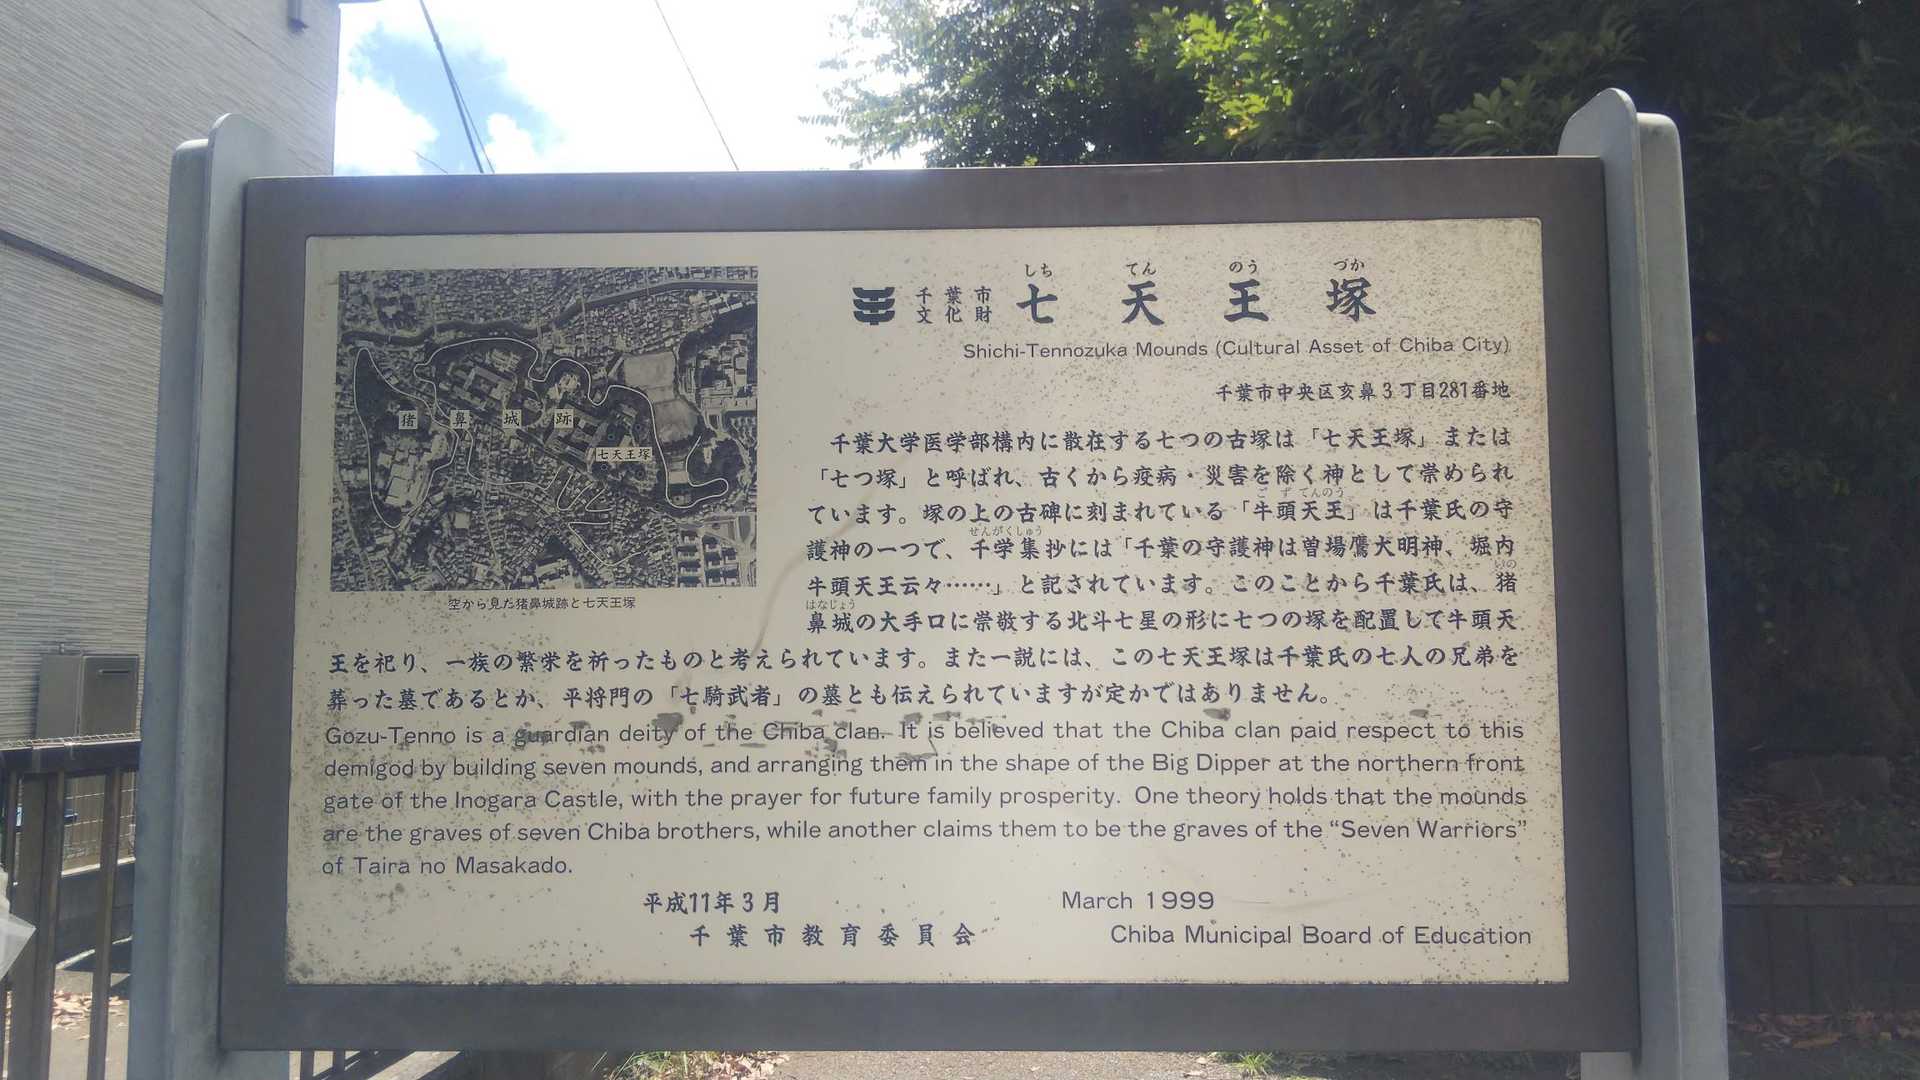 しち てん のう づか
千葉市文化財 七天王塚
Shichi-Tennozuka Mounds (Cultural Asset of Chiba City)
千葉市中央区亥鼻3丁目281番地
猪鼻城跡
七天王塚
空から見た猪鼻城跡と七天王塚
千葉大学医学部構内に散在する七つの古塚は「七天王塚」または
「七つ塚」と呼ばれ、古くから疫病・災害を除く神として崇められ
ごずてんのう
ています。塚の上の古碑に刻まれている「牛頭天王」は千葉氏の守
せんがくしゅう
護神の一つで、千学集抄には「千葉の守護神は曽場鷹大明神、堀内
いの
牛頭天王云々……」と記されています。このことから千葉氏は、猪
はなじょう
鼻城の大手口に崇敬する北斗七星の形に七つの塚を配置して牛頭天
王を祀り、一族の繁栄を祈ったものと考えられています。また一説には、この七天王塚は千葉氏の七人の兄弟を
葬った墓であるとか、平将門の「七騎武者」の墓とも伝えられていますが定かではありません。
Gozu-Tenno is a guardian deity of the Chiba clan. It is believed that the Chiba clan paid respect to this
demigod by building seven mounds, and arranging them in the shape of the Big Dipper at the northern front
gate of the Inogara Castle, with the prayer for future family prosperity. One theory holds that the mounds
are the graves of seven Chiba brothers, while another claims them to be the graves of the “Seven Warriors”
of Taira no Masakado.
平成11年3月
千葉市教育委員会
March 1999
Chiba Municipal Board of Education